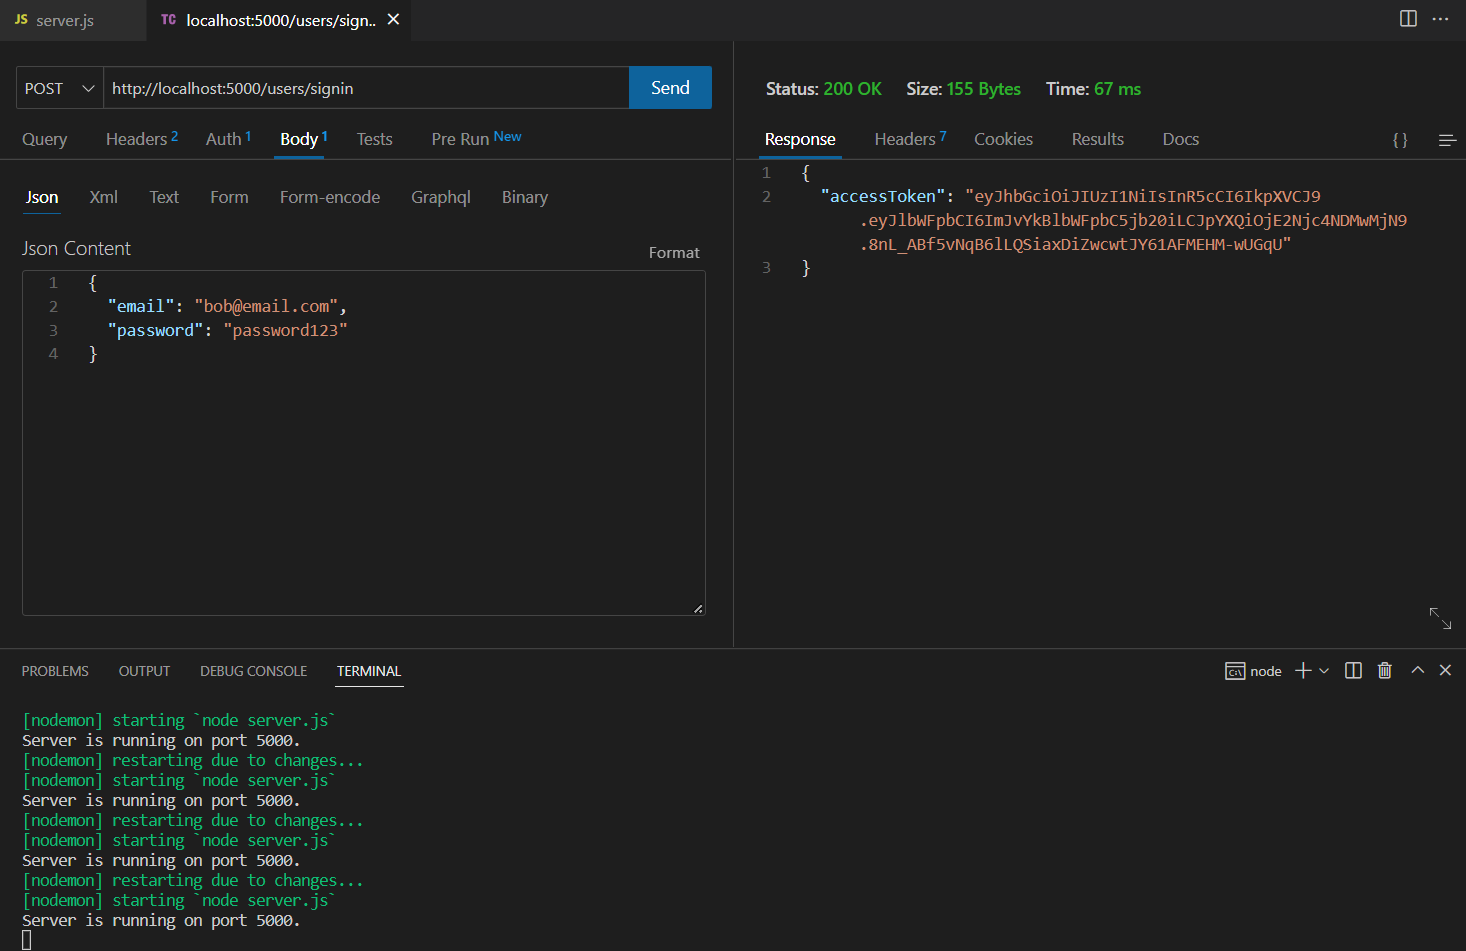 JS server.js TC localhost:5000/users/sign..
POST http://localhost:5000/users/signin Send
Query Headers 2 Auth 1 Body 1 Tests Pre Run New
Json Xml Text Form Form-encode Graphql Binary
Json Content Format
1 {
2 "email": "bob@email.com",
3 "password": "password123"
4 }
Status: 200 OK Size: 155 Bytes Time: 67 ms
Response Headers 7 Cookies Results Docs { }
1 {
2 "accessToken": "eyJhbGciOiJIUzI1NiIsInR5cCI6IkpXVCJ9
.eyJlbWFpbCI6ImJvYkBlbWFpbC5jb20iLCJpYXQiOjE2Njc4NDMwMjN9
.8nL_ABf5vNqB6lLQSiaxDiZwcwtJY61AFMEHM-wUGqU"
3 }
PROBLEMS OUTPUT DEBUG CONSOLE TERMINAL node
[nodemon] starting `node server.js`
Server is running on port 5000.
[nodemon] restarting due to changes...
[nodemon] starting `node server.js`
Server is running on port 5000.
[nodemon] restarting due to changes...
[nodemon] starting `node server.js`
Server is running on port 5000.
[nodemon] restarting due to changes...
[nodemon] starting `node server.js`
Server is running on port 5000.